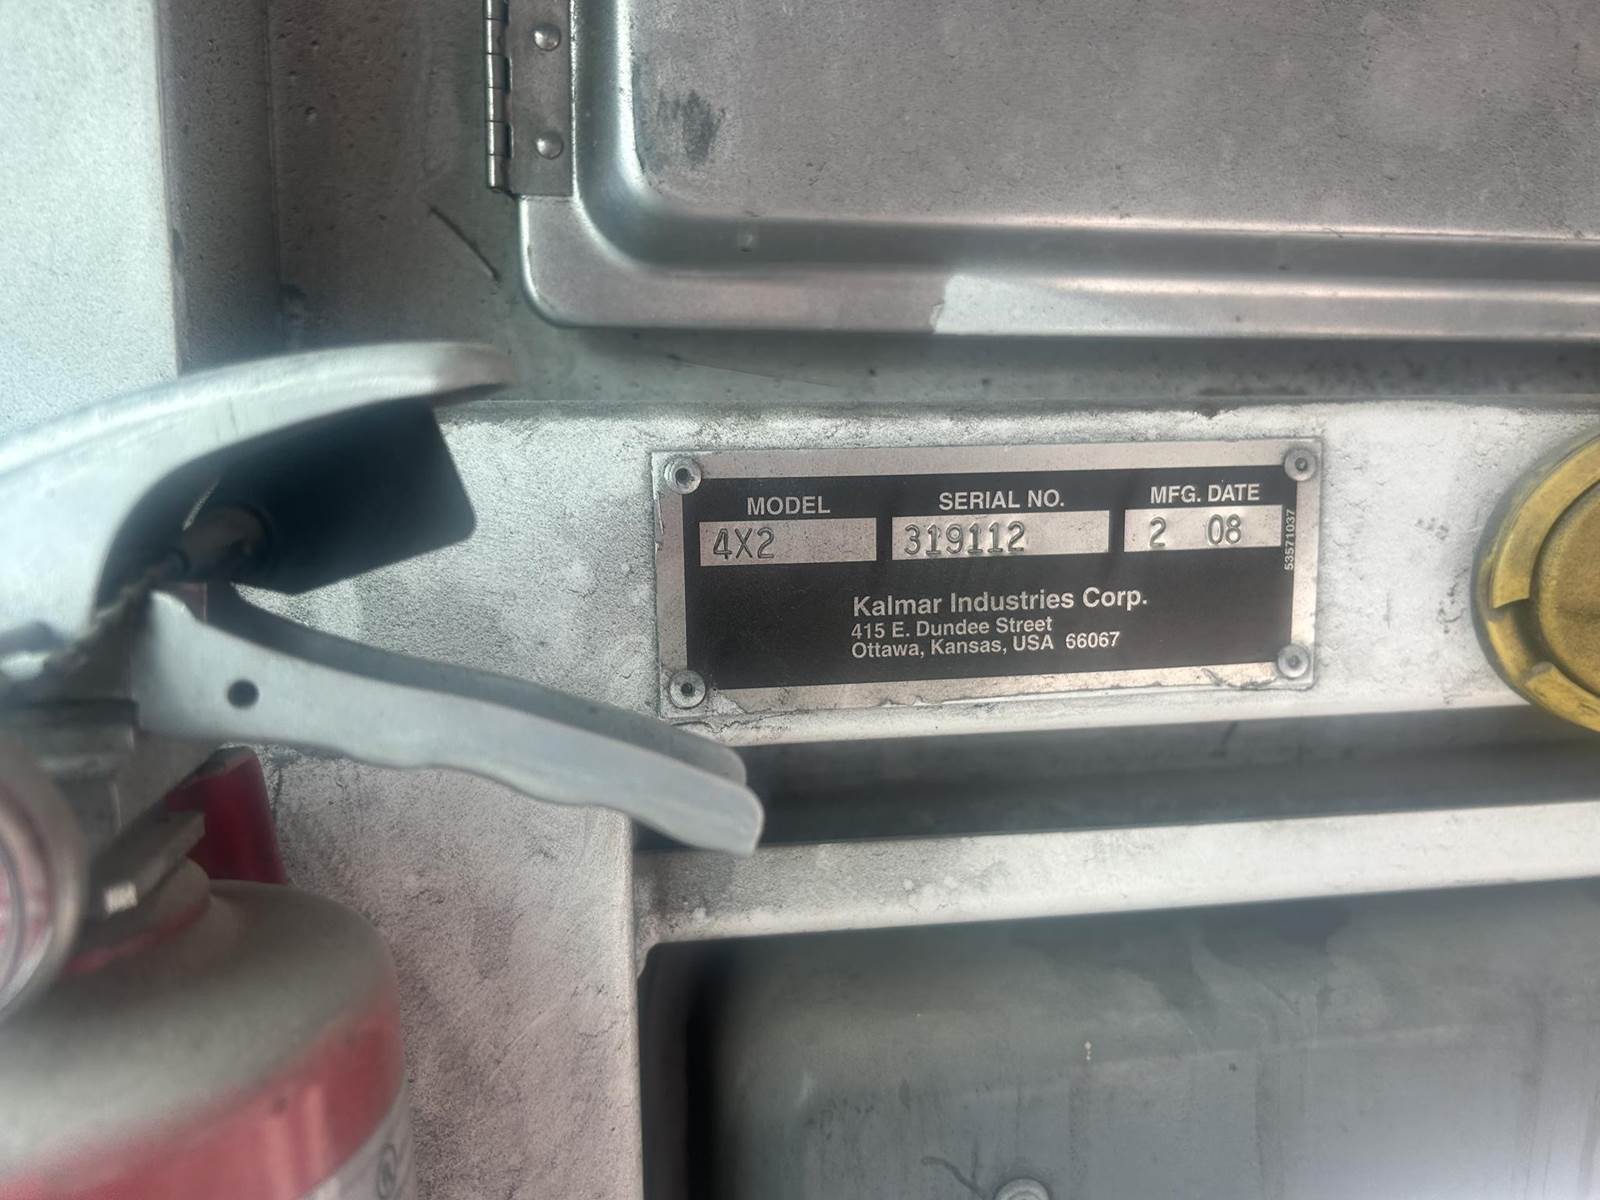 MODEL SERIAL NO. MFG. DATE
4X2 319112 2 08
53571037
Kalmar Industries Corp.
415 E. Dundee Street
Ottawa, Kansas, USA 66067